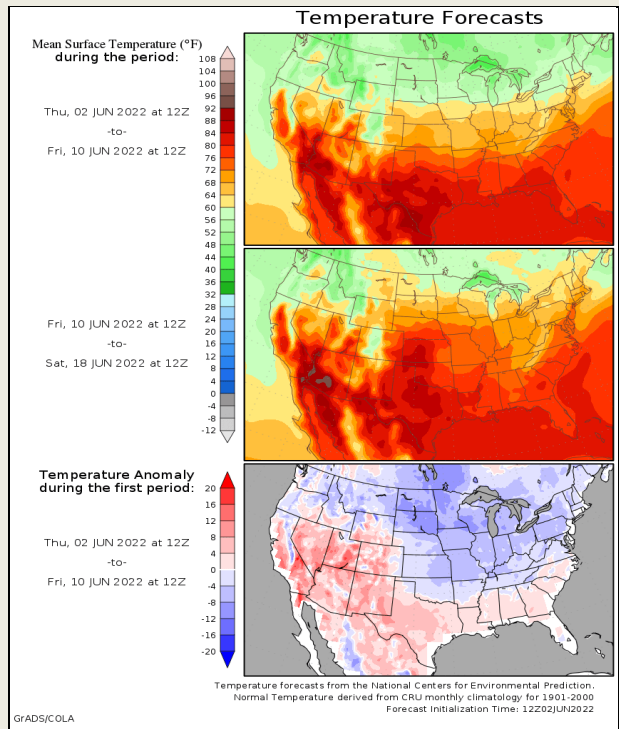 Temperature Forecasts
Mean Surface Temperature (°F)
during the period:
Thu, 02 JUN 2022 at 12Z
-to-
Fri, 10 JUN 2022 at 12Z
108
104
100
96
92
88
84
80
76
72
68
64
60
56
52
48
44
40
36
32
28
24
20
16
12
8
4
0
-4
-8
-12
Fri, 10 JUN 2022 at 12Z
-to-
Sat, 18 JUN 2022 at 12Z
Temperature Anomaly
during the first period:
Thu, 02 JUN 2022 at 12Z
-to-
Fri, 10 JUN 2022 at 12Z
20
16
12
8
4
0
-4
-8
-12
-16
-20
Temperature forecasts from the National Centers for Environmental Prediction.
Normal Temperature derived from CRU monthly climatology for 1901-2000
Forecast Initialization Time: 12Z02JUN2022
GrADS/COLA